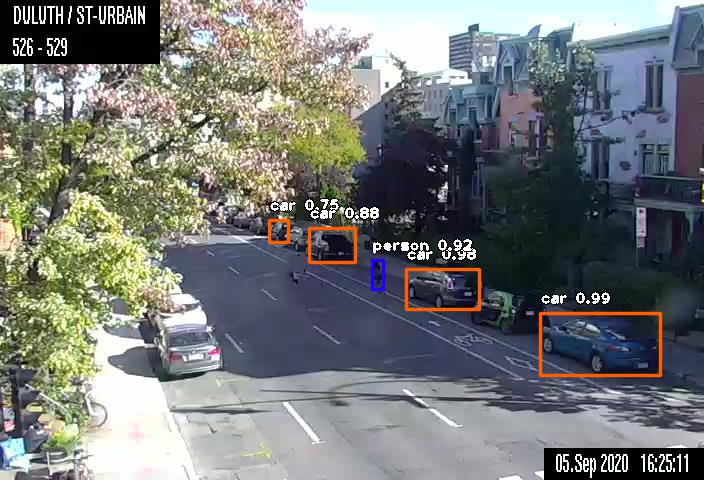 DULUTH / ST-URBAIN
526 - 529
car 0.75
car 0.88
person 0.92
car 0.98
car 0.99
05.Sep 2020 16:25:11